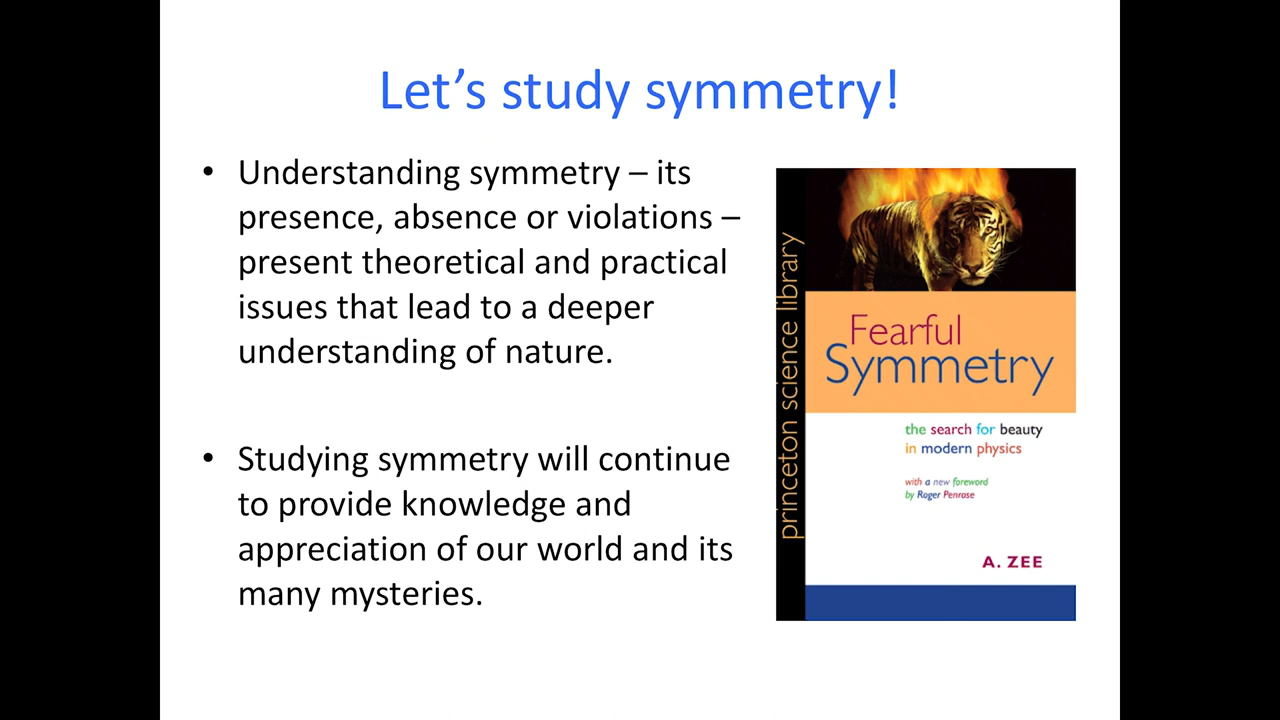 Let’s study symmetry!
• Understanding symmetry – its
presence, absence or violations –
present theoretical and practical
issues that lead to a deeper
understanding of nature.
• Studying symmetry will continue
to provide knowledge and
appreciation of our world and its
many mysteries.
princeton science library
Fearful
Symmetry
the search for beauty
in modern physics
with a new foreword
by Roger Penrose
A. ZEE